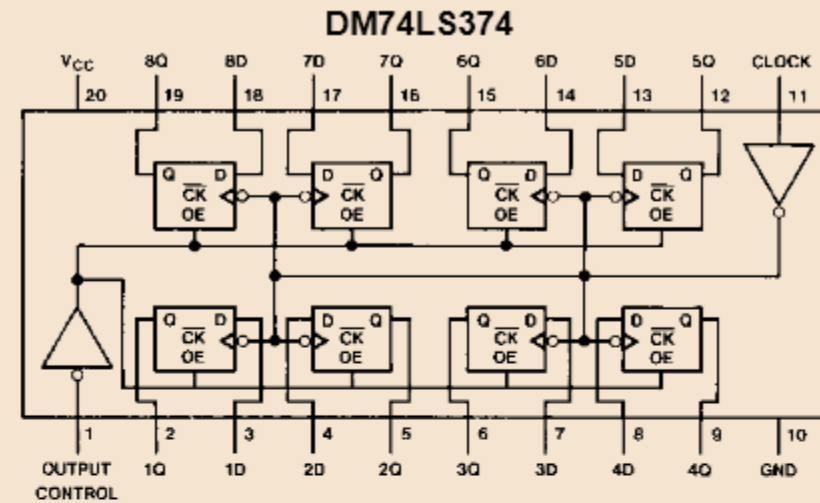 DM74LS374
VCC 8Q 8D 7D 7Q 6Q 6D 5D 5Q CLOCK
20 19 18 17 16 15 14 13 12 11
Q D D Q Q D D Q
CK CK CK CK
OE OE OE OE
Q D D Q Q D D Q
CK CK CK CK
OE OE OE OE
1 2 3 4 5 6 7 8 9 10
OUTPUT 1Q 1D 2D 2Q 3Q 3D 4D 4Q GND
CONTROL